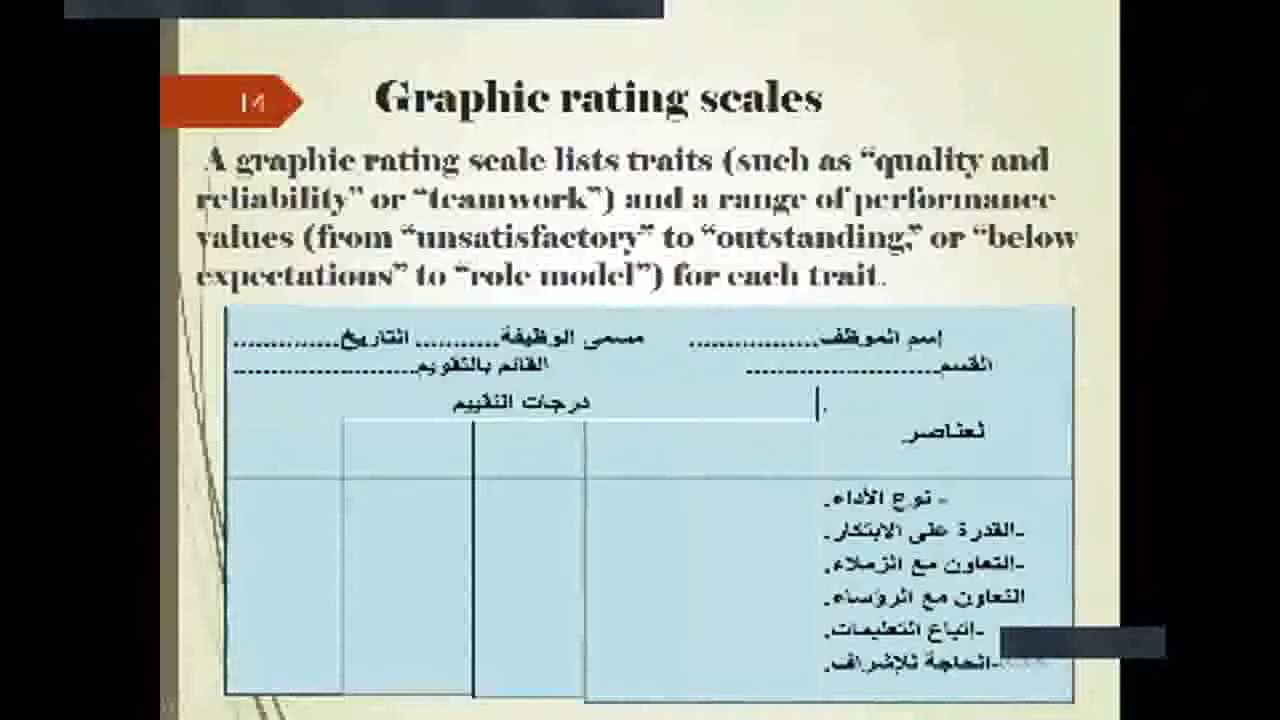 14
Graphic rating scales
A graphic rating scale lists traits (such as “quality and
reliability” or “teamwork”) and a range of performance
values (from “unsatisfactory” to “outstanding,” or “below
expectations” to “role model”) for each trait.
إسم الموظف.................. مسمى الوظيفة........... التاريخ...............
القسم........................... القائم بالتقويم..........................
درجات التقييم
لعناصر
- نوع الأداء.
-القدرة على الابتكار.
-التعاون مع الزملاء.
التعاون مع الرؤساء.
-إتباع التعليمات.
-الحاجة للإشراف.